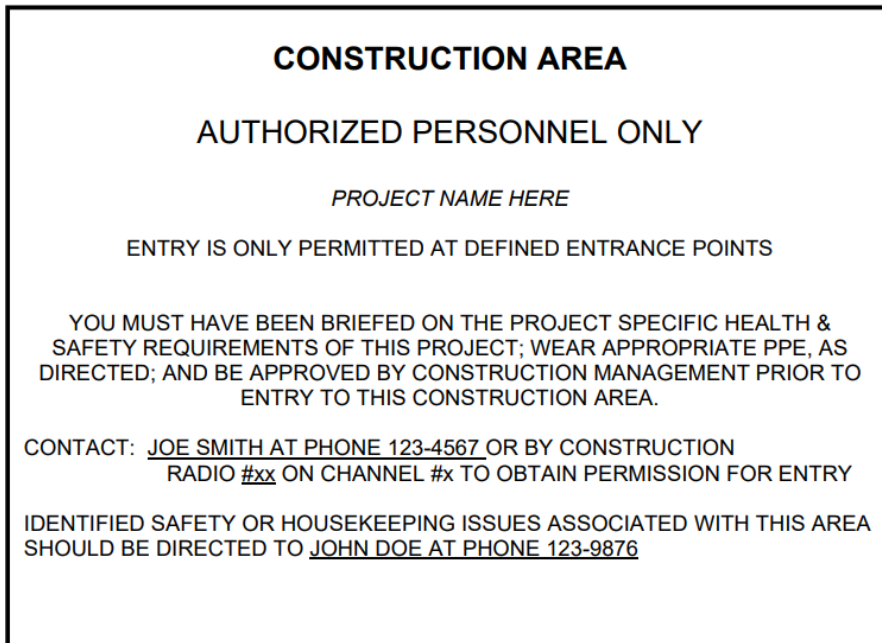 CONSTRUCTION AREA
AUTHORIZED PERSONNEL ONLY
PROJECT NAME HERE
ENTRY IS ONLY PERMITTED AT DEFINED ENTRANCE POINTS
YOU MUST HAVE BEEN BRIEFED ON THE PROJECT SPECIFIC HEALTH &
SAFETY REQUIREMENTS OF THIS PROJECT; WEAR APPROPRIATE PPE, AS
DIRECTED; AND BE APPROVED BY CONSTRUCTION MANAGEMENT PRIOR TO
ENTRY TO THIS CONSTRUCTION AREA.
CONTACT: JOE SMITH AT PHONE 123-4567 OR BY CONSTRUCTION
RADIO #xx ON CHANNEL #x TO OBTAIN PERMISSION FOR ENTRY
IDENTIFIED SAFETY OR HOUSEKEEPING ISSUES ASSOCIATED WITH THIS AREA
SHOULD BE DIRECTED TO JOHN DOE AT PHONE 123-9876